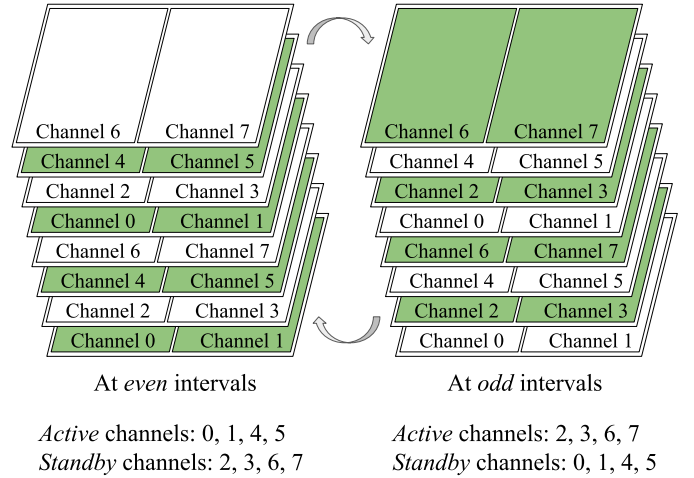 Channel 6 Channel 7
Channel 4 Channel 5
Channel 2 Channel 3
Channel 0 Channel 1
Channel 6 Channel 7
Channel 4 Channel 5
Channel 2 Channel 3
Channel 0 Channel 1
At even intervals
Active channels: 0, 1, 4, 5
Standby channels: 2, 3, 6, 7
Channel 6 Channel 7
Channel 4 Channel 5
Channel 2 Channel 3
Channel 0 Channel 1
Channel 6 Channel 7
Channel 4 Channel 5
Channel 2 Channel 3
Channel 0 Channel 1
At odd intervals
Active channels: 2, 3, 6, 7
Standby channels: 0, 1, 4, 5